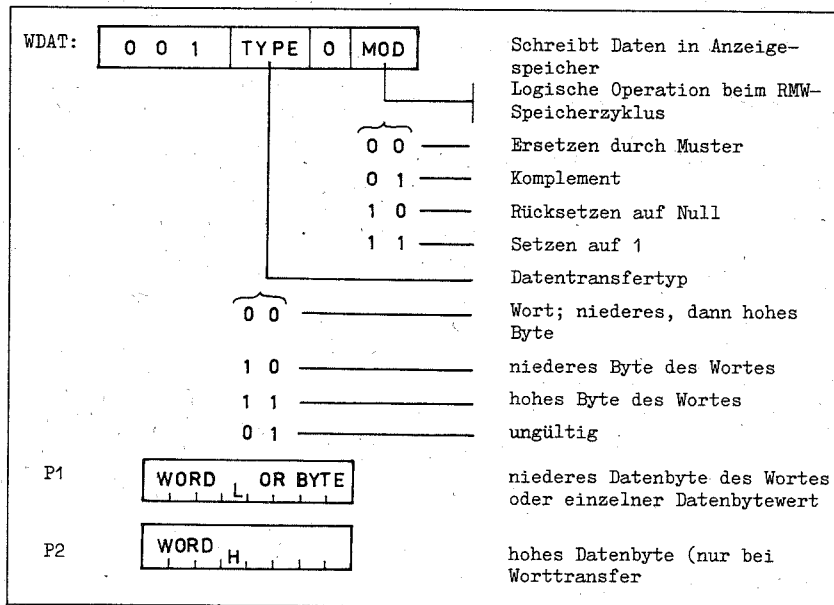 WDAT: 0 0 1 TYPE 0 MOD Schreibt Daten in Anzeige-
speicher
Logische Operation beim RMW-
Speicherzyklus
0 0 Ersetzen durch Muster
0 1 Komplement
1 0 Rücksetzen auf Null
1 1 Setzen auf 1
Datentransfertyp
0 0 Wort; niederes, dann hohes
Byte
1 0 niederes Byte des Wortes
1 1 hohes Byte des Wortes
0 1 ungültig
P1 WORD L OR BYTE niederes Datenbyte des Wortes
oder einzelner Datenbytewert
P2 WORD H hohes Datenbyte (nur bei
Worttransfer